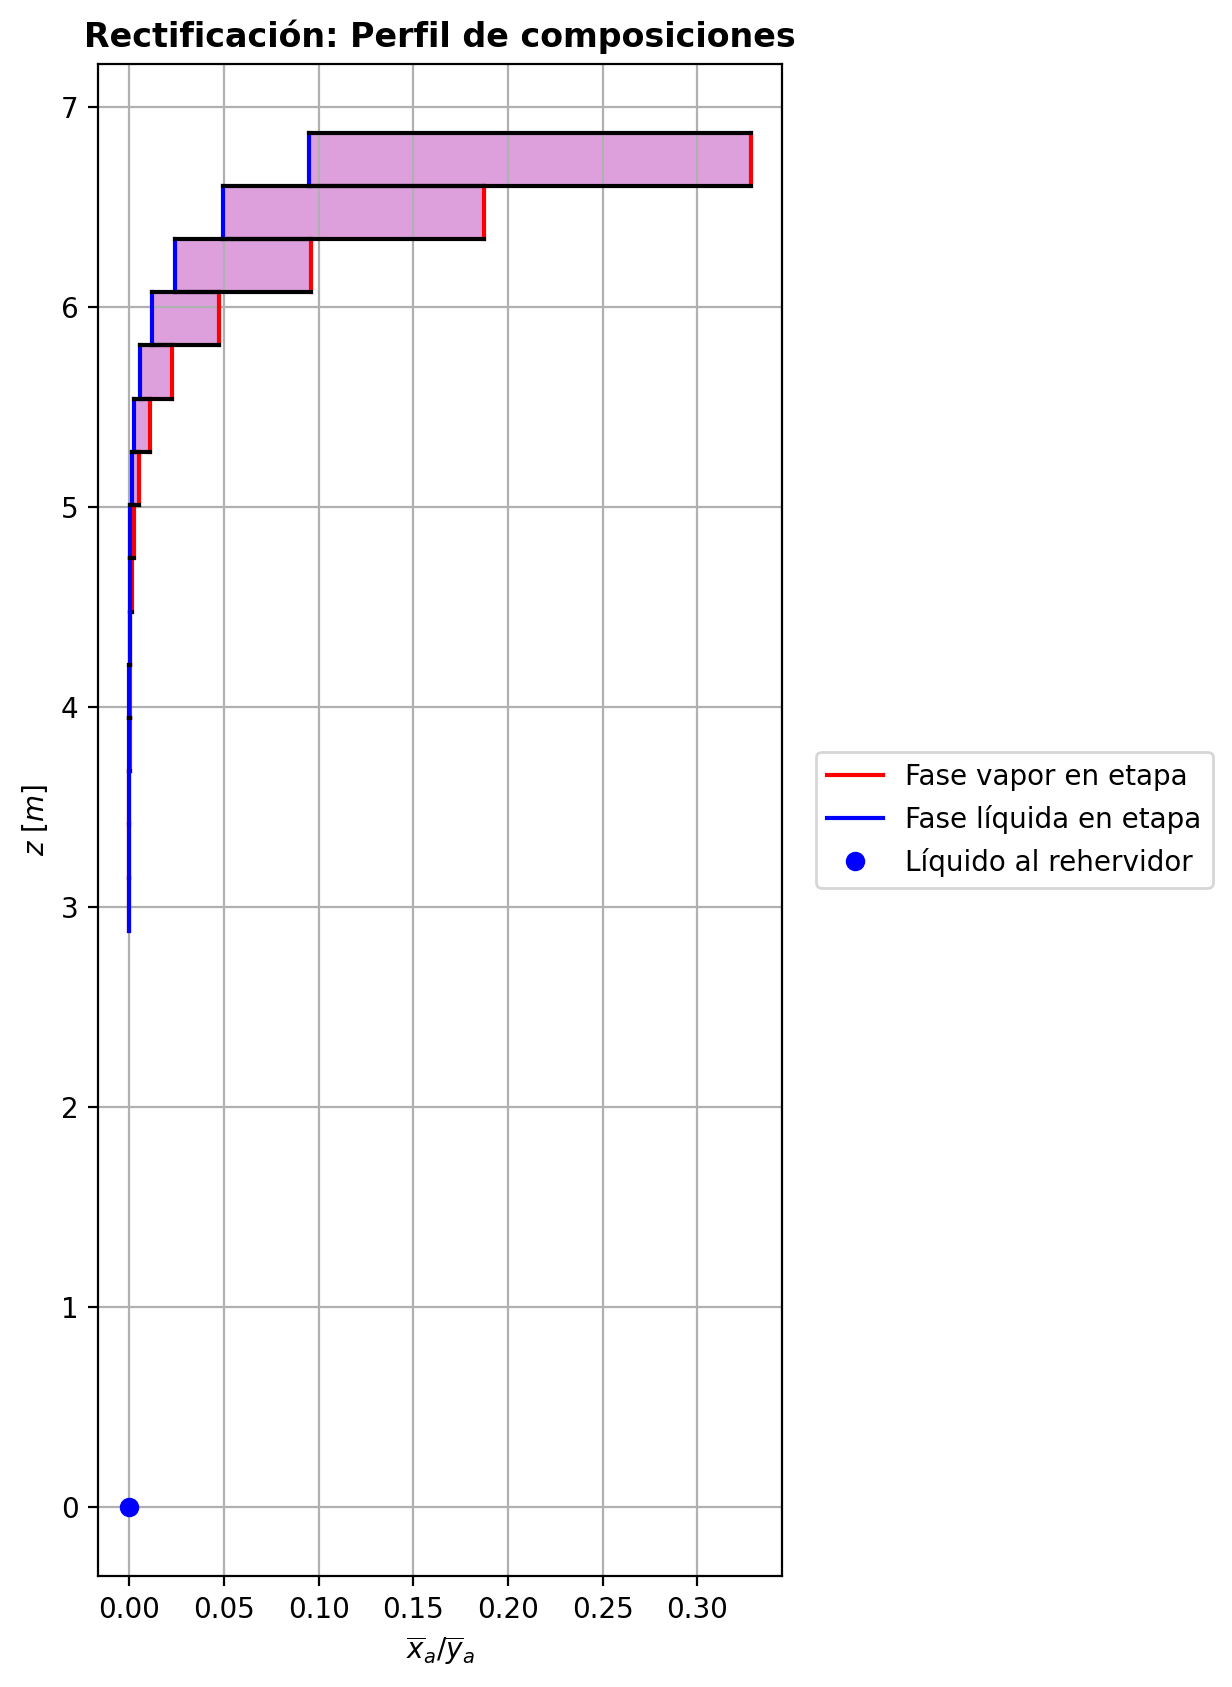 Rectificación: Perfil de composiciones
7
6
5
4
3
2
1
0
z [m]
0.00 0.05 0.10 0.15 0.20 0.25 0.30
x̅ₐ/y̅ₐ
Fase vapor en etapa
Fase líquida en etapa
Líquido al rehervidor